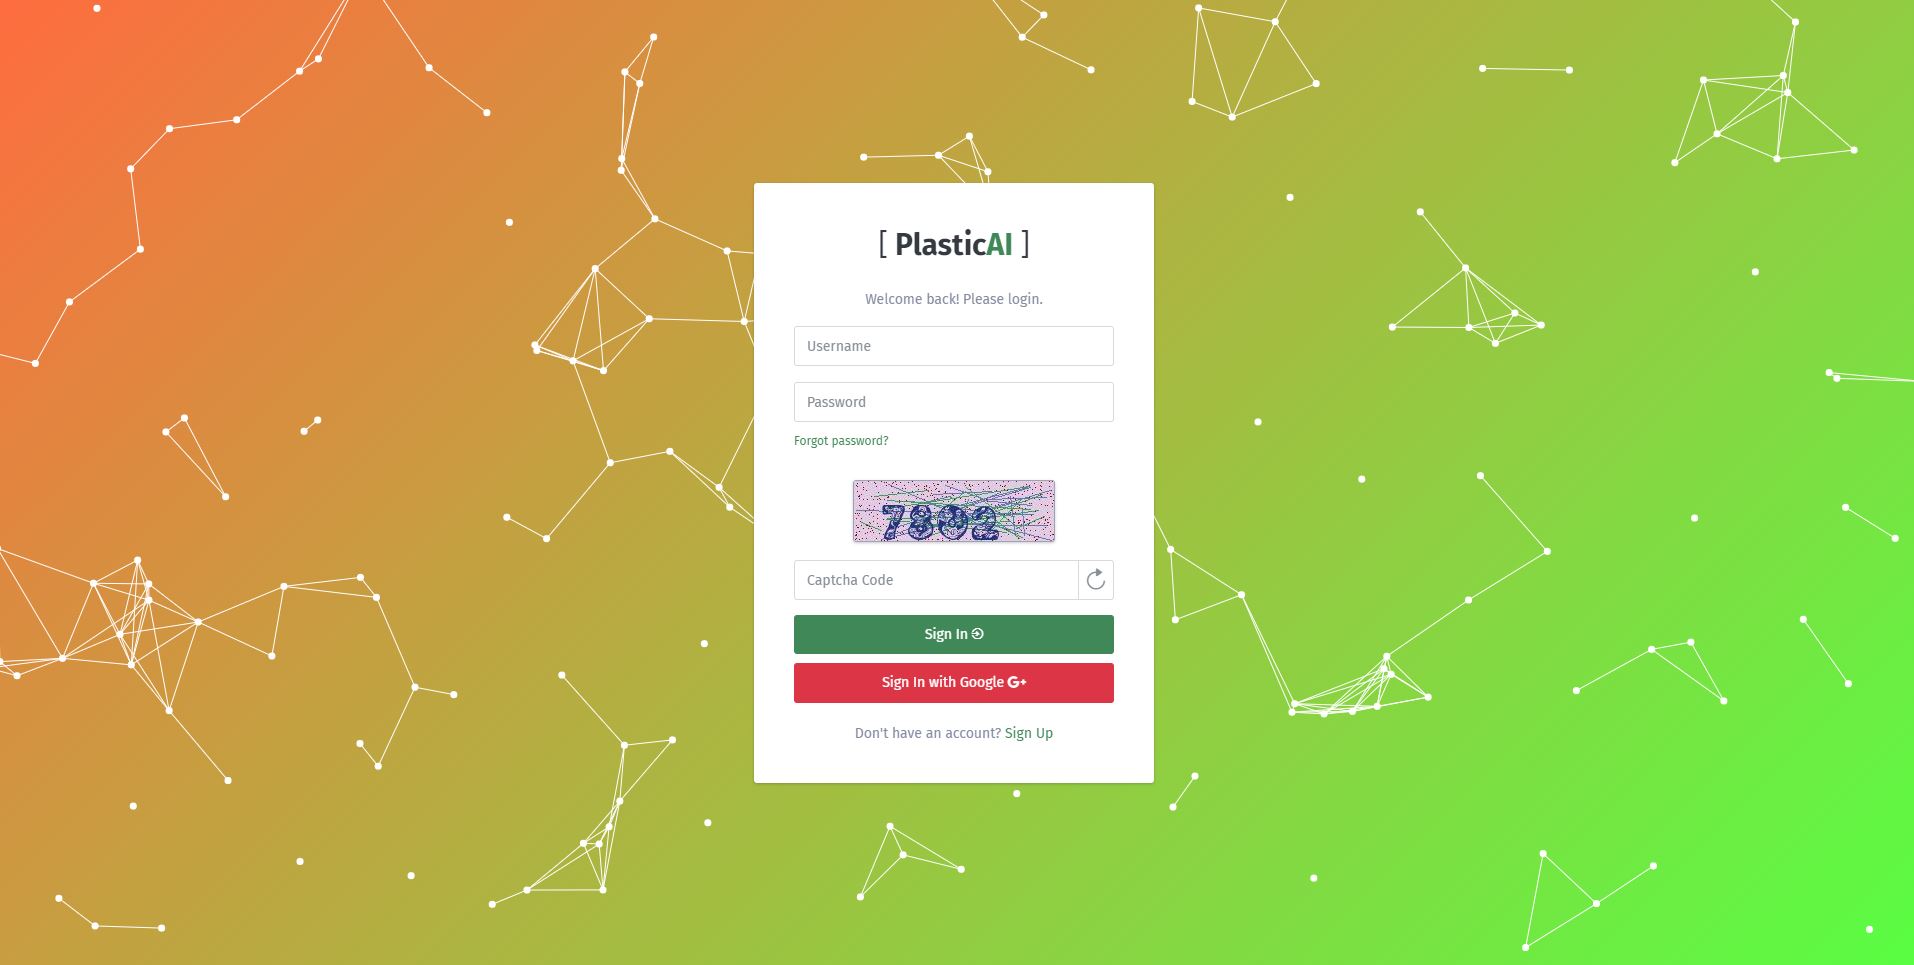 [ PlasticAI ]
Welcome back! Please login.
Username
Password
Forgot password?
Captcha Code
Sign In
Sign In with Google G+
Don't have an account? Sign Up